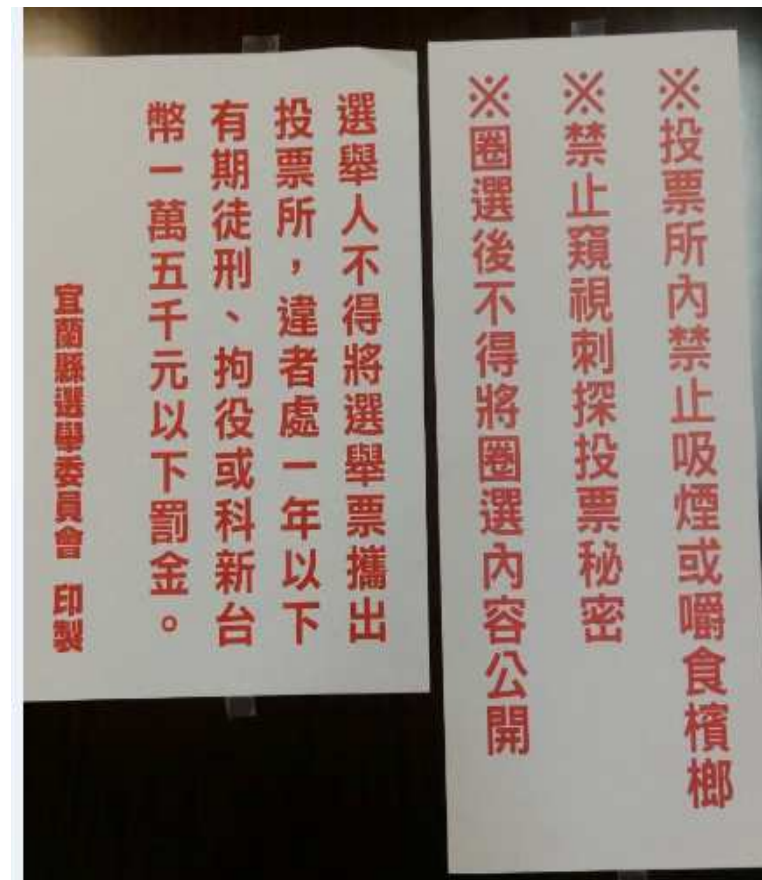 ※投票所內禁止吸煙或嚼食檳榔
※禁止窺視刺探投票秘密
※圈選後不得將圈選內容公開
選舉人不得將選舉票攜出
投票所，違者處一年以下
有期徒刑、拘役或科新台
幣一萬五千元以下罰金。
宜蘭縣選舉委員會 印製